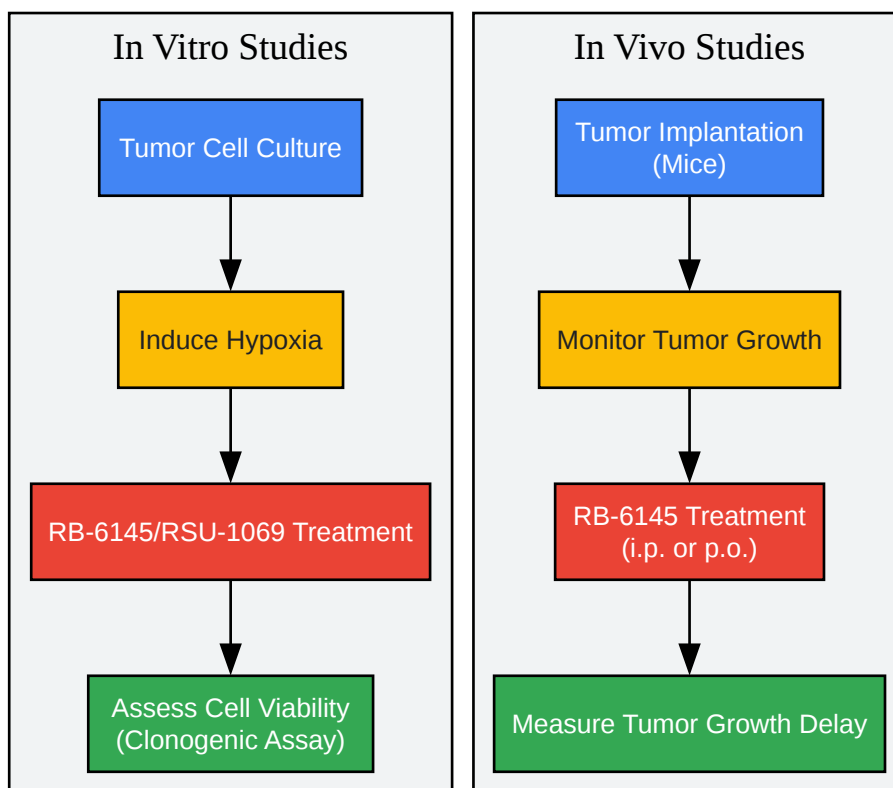 In Vitro Studies
Tumor Cell Culture
Induce Hypoxia
RB-6145/RSU-1069 Treatment
Assess Cell Viability
(Clonogenic Assay)
In Vivo Studies
Tumor Implantation
(Mice)
Monitor Tumor Growth
RB-6145 Treatment
(i.p. or p.o.)
Measure Tumor Growth Delay